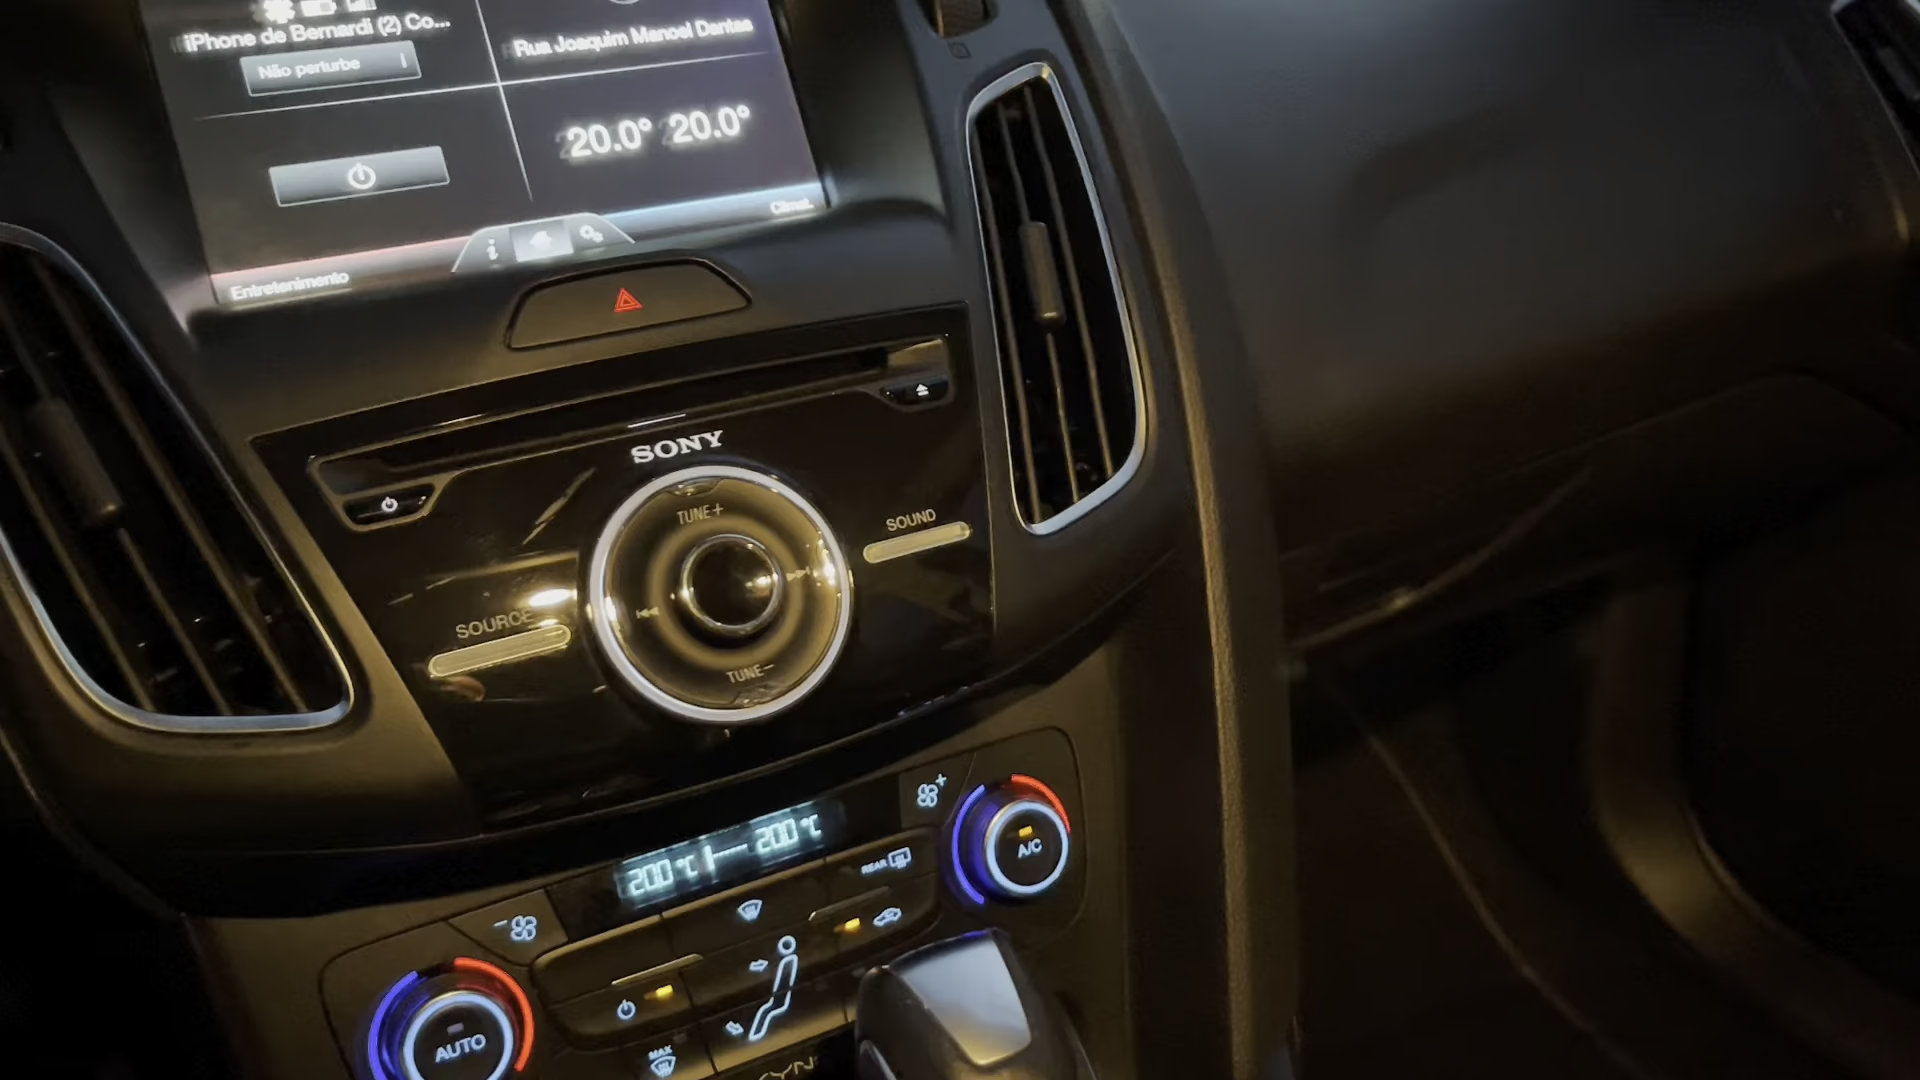 iPhone de Bernardi (2) Co...
Rua Joaquim Manoel Dantas
Não perturbe
20.0° 20.0°
Climat.
Entretenimento
SONY
TUNE+
SOUND
SOURCE
TUNE-
20.0 °C 20.0 °C
REAR
A/C
AUTO
MAX